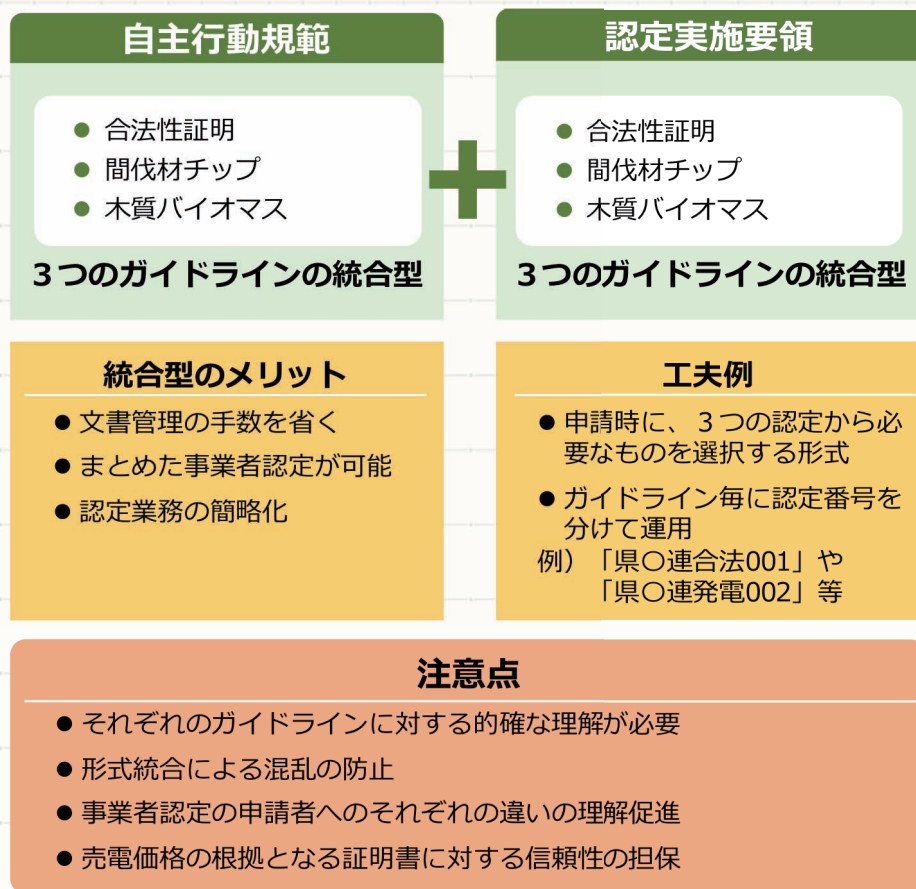 自主行動規範
● 合法性証明
● 間伐材チップ
● 木質バイオマス
３つのガイドラインの統合型
認定実施要領
● 合法性証明
● 間伐材チップ
● 木質バイオマス
３つのガイドラインの統合型
統合型のメリット
● 文書管理の手数を省く
● まとめた事業者認定が可能
● 認定業務の簡略化
工夫例
● 申請時に、３つの認定から必
要なものを選択する形式
● ガイドライン毎に認定番号を
分けて運用
例）「県〇連合法001」や
「県〇連発電002」等
注意点
● それぞれのガイドラインに対する的確な理解が必要
● 形式統合による混乱の防止
● 事業者認定の申請者へのそれぞれの違いの理解促進
● 売電価格の根拠となる証明書に対する信頼性の担保